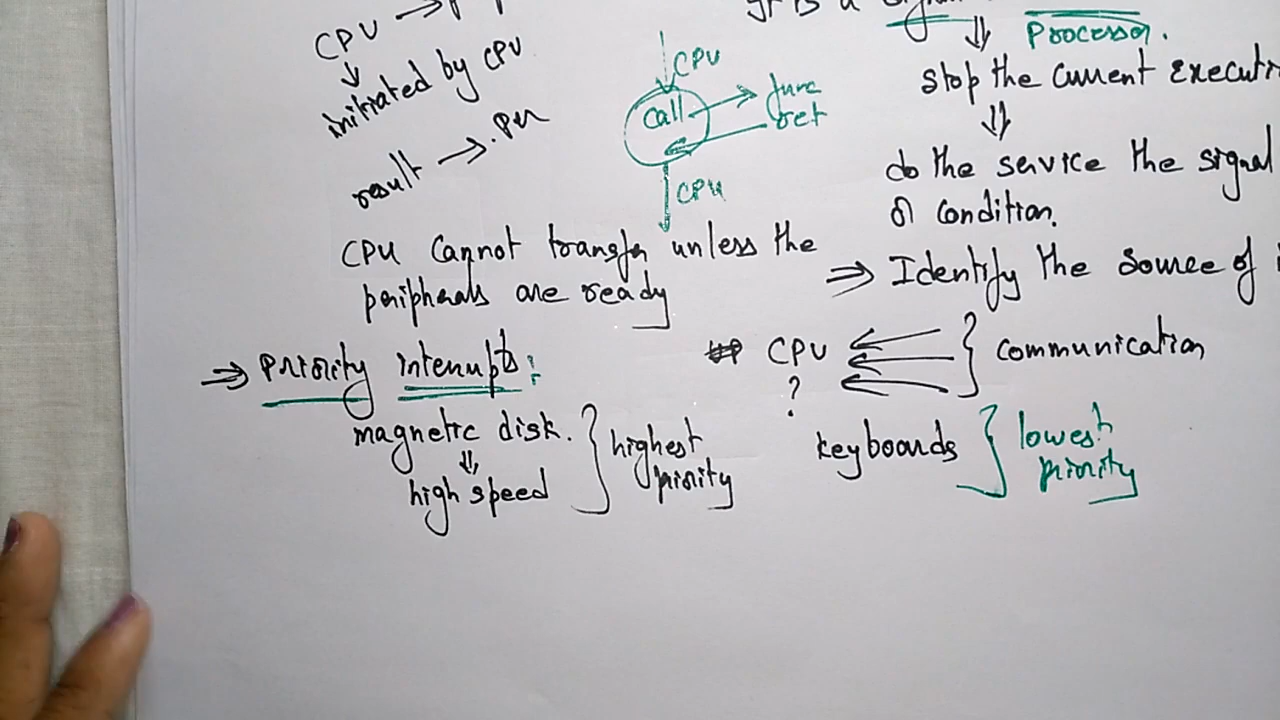 CPU
initiated by CPU
result → Per
CPU
call
func
ret
CPU
It is a
Processor.
stop the current
do the service the signal
or condition.
CPU cannot transfer unless the
peripherals are ready
⇒ Identify the source of
⇒ Priority interrupts:
CPU
?
communication
magnetic disk.
⇓
high speed
highest
priority
keyboards
lowest
priority